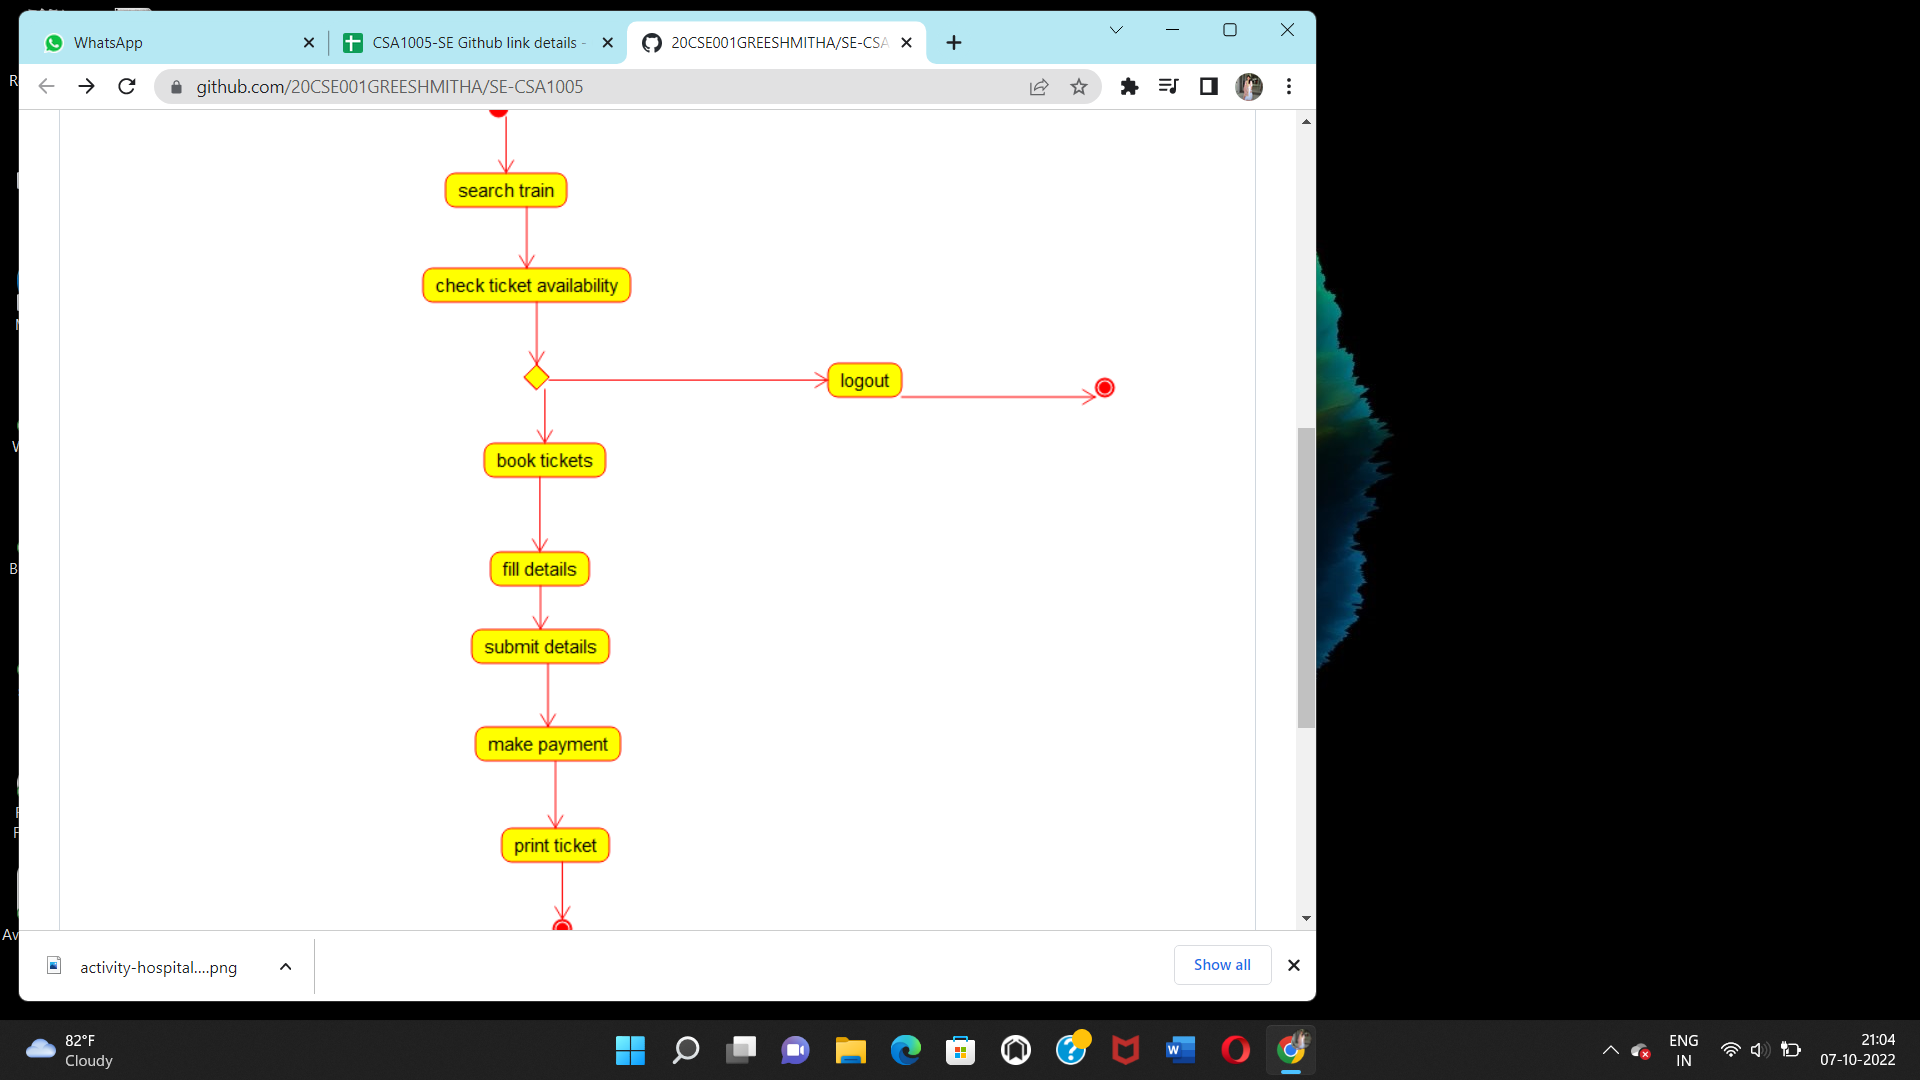 WhatsApp
CSA1005-SE Github link details -
20CSE001GREESHMITHA/SE-CSA
github.com/20CSE001GREESHMITHA/SE-CSA1005
search train
check ticket availability
logout
book tickets
fill details
submit details
make payment
print ticket
activity-hospital....png
Show all
82°F
Cloudy
ENG
IN
21:04
07-10-2022